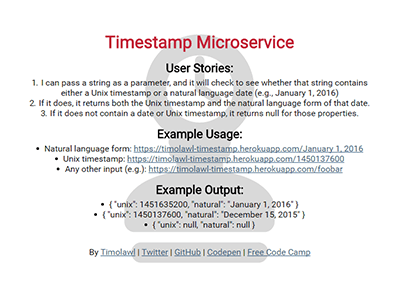 Timestamp Microservice
User Stories:
1. I can pass a string as a parameter, and it will check to see whether that string contains
either a Unix timestamp or a natural language date (e.g., January 1, 2016)
2. If it does, it returns both the Unix timestamp and the natural language form of that date.
3. If it does not contain a date or Unix timestamp, it returns null for those properties.
Example Usage:
• Natural language form: https://timolawl-timestamp.herokuapp.com/January 1, 2016
• Unix timestamp: https://timolawl-timestamp.herokuapp.com/1450137600
• Any other input (e.g.): https://timolawl-timestamp.herokuapp.com/foobar
Example Output:
• { "unix": 1451635200, "natural": "January 1, 2016" }
• { "unix": 1450137600, "natural": "December 15, 2015" }
• { "unix": null, "natural": null }
By Timolawl | Twitter | GitHub | Codepen | Free Code Camp